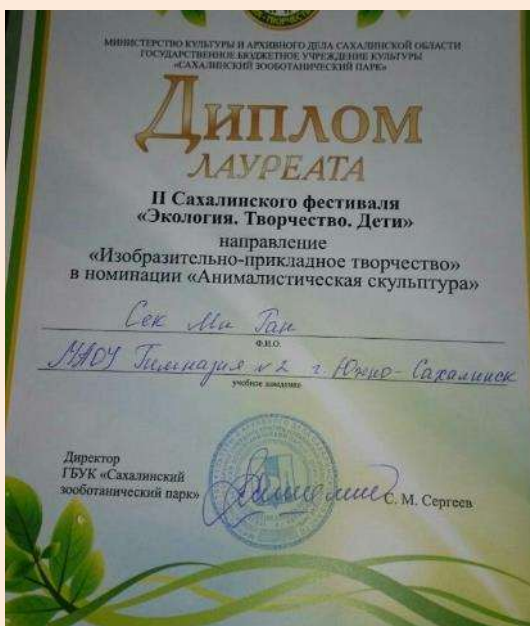 ТВОРЧЕСТВО
МИНИСТЕРСТВО КУЛЬТУРЫ И АРХИВНОГО ДЕЛА САХАЛИНСКОЙ ОБЛАСТИ
ГОСУДАРСТВЕННОЕ БЮДЖЕТНОЕ УЧРЕЖДЕНИЕ КУЛЬТУРЫ
«САХАЛИНСКИЙ ЗООБОТАНИЧЕСКИЙ ПАРК»
ДИПЛОМ
ЛАУРЕАТА
II Сахалинского фестиваля
«Экология. Творчество. Дети»
направление
«Изобразительно-прикладное творчество»
в номинации «Анималистическая скульптура»
Сек Ми Ган
Ф.И.О.
МАОУ Гимназия №2 г. Южно-Сахалинск
учебное заведение
Директор
ГБУК «Сахалинский
зооботанический парк»
С. М. Сергеев